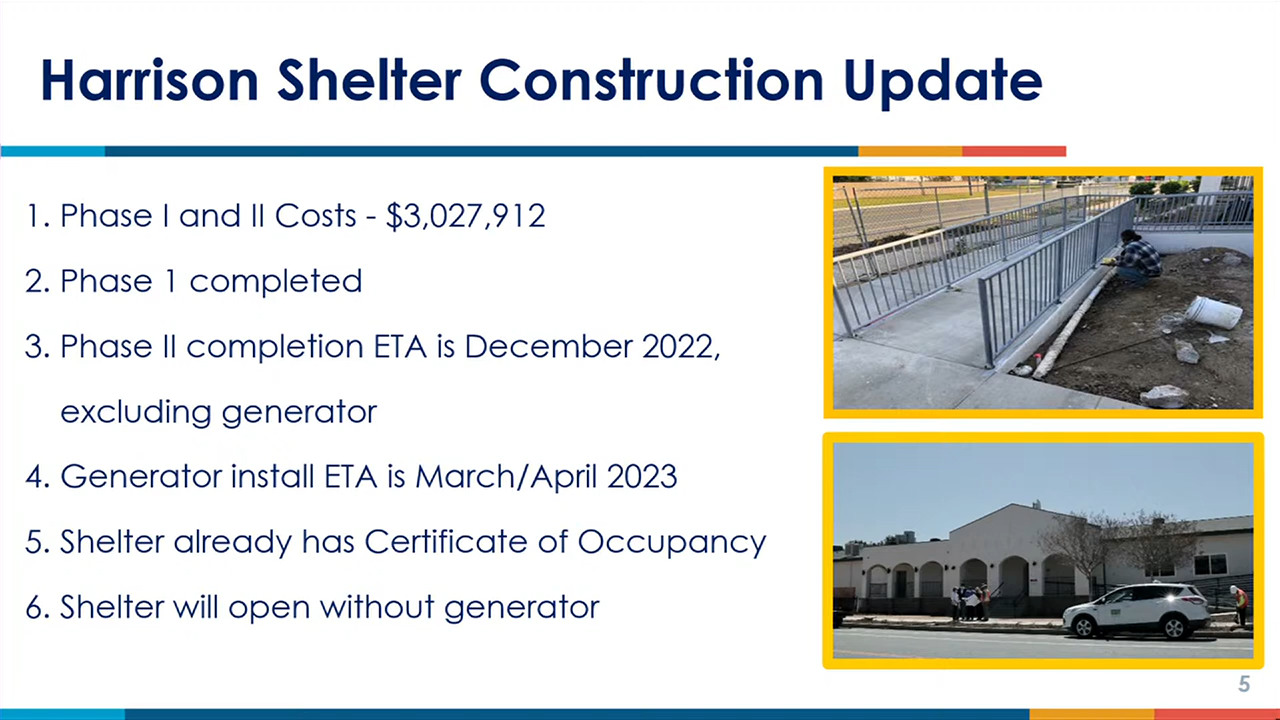 Harrison Shelter Construction Update
1. Phase I and II Costs - $3,027,912
2. Phase 1 completed
3. Phase II completion ETA is December 2022,
excluding generator
4. Generator install ETA is March/April 2023
5. Shelter already has Certificate of Occupancy
6. Shelter will open without generator
5